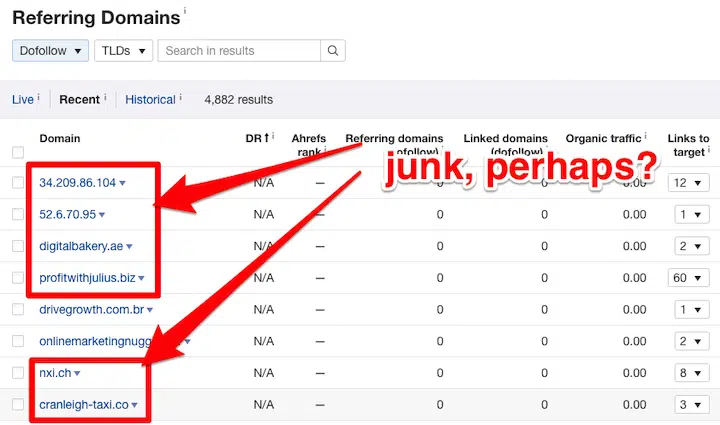 Referring Domains i
Dofollow ▼ TLDs ▼ Search in results
Live i Recent i Historical i 4,882 results
Domain DR ↑ i Ahrefs rank i Referring domains (dofollow) Linked domains (dofollow) Organic traffic i Links to target i
junk, perhaps?
34.209.86.104 ▼ N/A — 0 0 0.00 12 ▼
52.6.70.95 ▼ N/A — 0 0 0.00 1 ▼
digitalbakery.ae ▼ N/A — 0 0 0.00 2 ▼
profitwithjulius.biz ▼ N/A — 0 0 0.00 60 ▼
drivegrowth.com.br ▼ N/A — 0 0 0.00 1 ▼
N/A — 0 0 0.00 2 ▼
nxi.ch ▼ N/A — 0 0 0.00 8 ▼
cranleigh-taxi.co ▼ N/A — 0 0 0.00 3 ▼